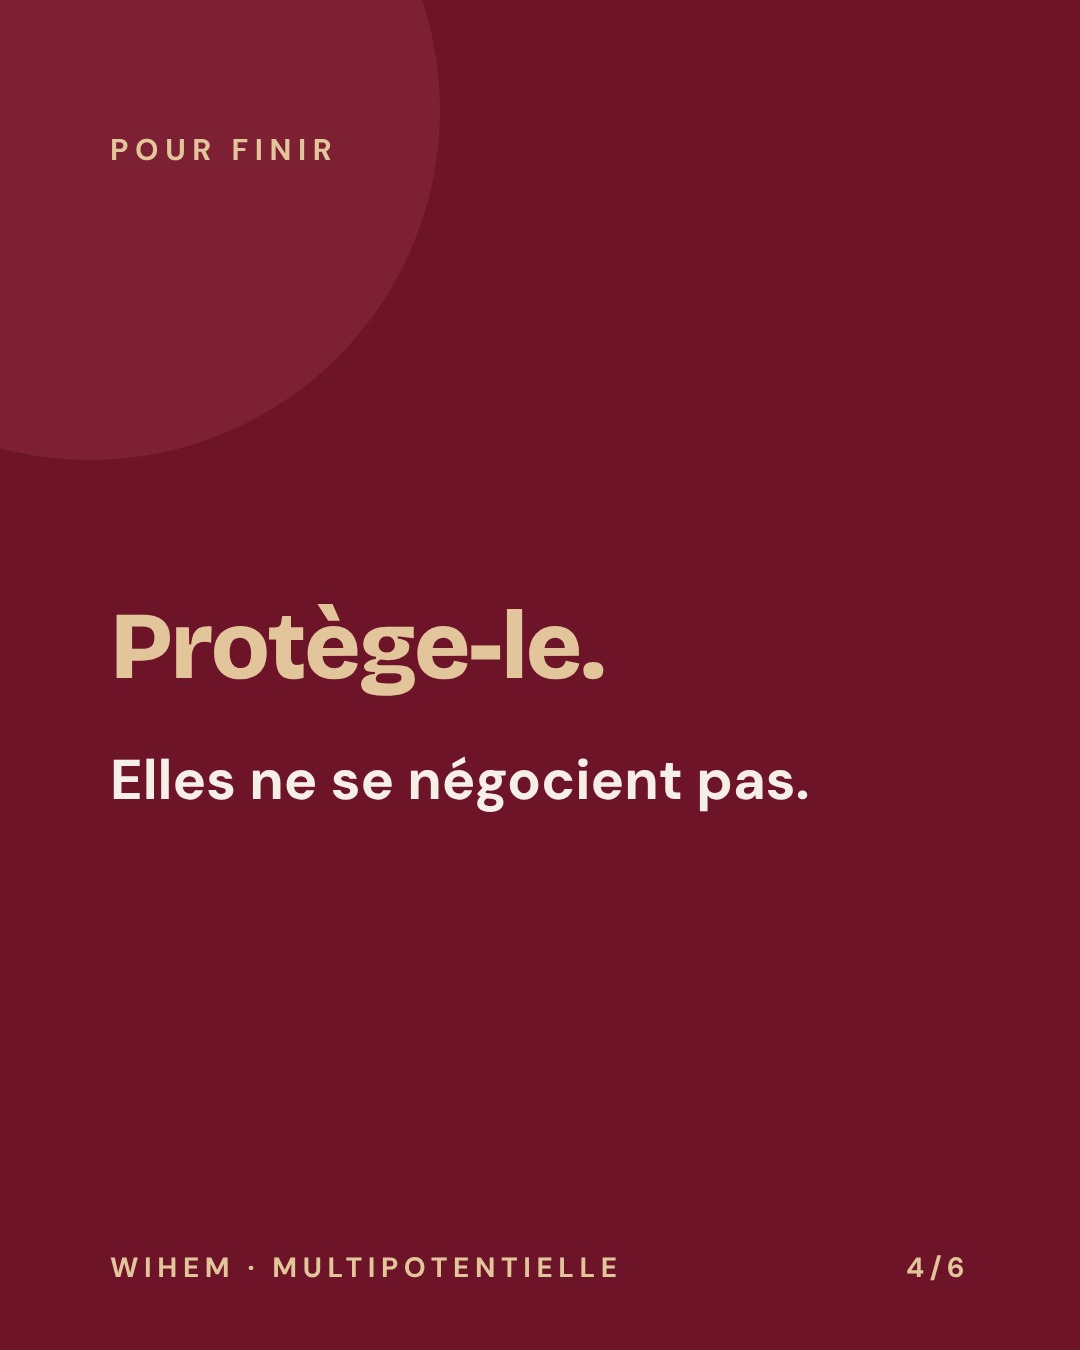 POUR FINIR
Protège-le.
Elles ne se négocient pas.
WIHEM · MULTIPOTENTIELLE
4/6